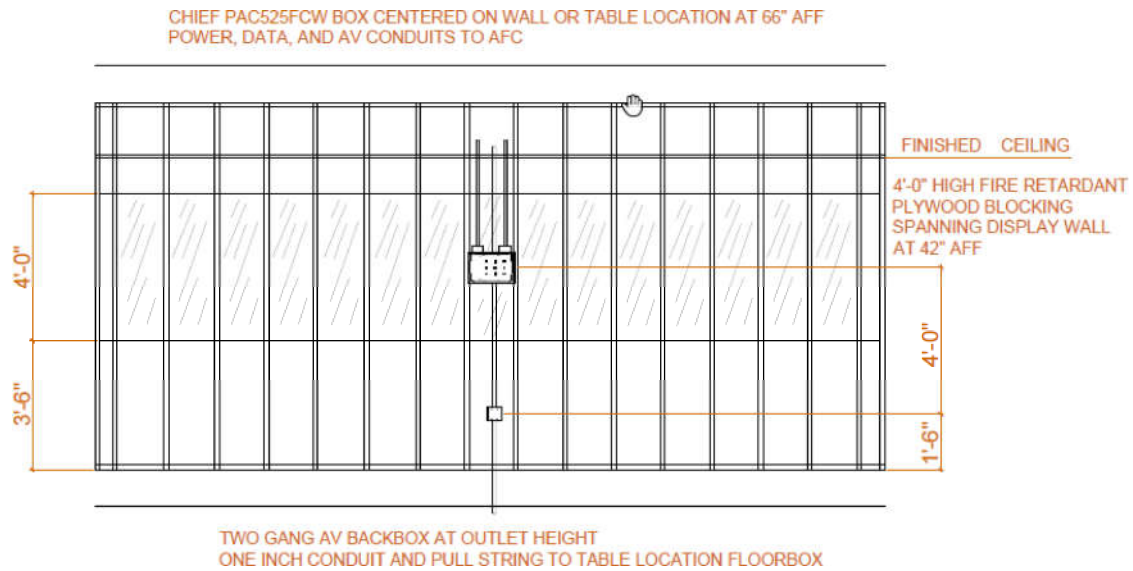 CHIEF PAC525FCW BOX CENTERED ON WALL OR TABLE LOCATION AT 66" AFF
POWER, DATA, AND AV CONDUITS TO AFC
FINISHED CEILING
4'-0" HIGH FIRE RETARDANT
PLYWOOD BLOCKING
SPANNING DISPLAY WALL
AT 42" AFF
4'-0"
3'-6"
4'-0"
1'-6"
TWO GANG AV BACKBOX AT OUTLET HEIGHT
ONE INCH CONDUIT AND PULL STRING TO TABLE LOCATION FLOORBOX